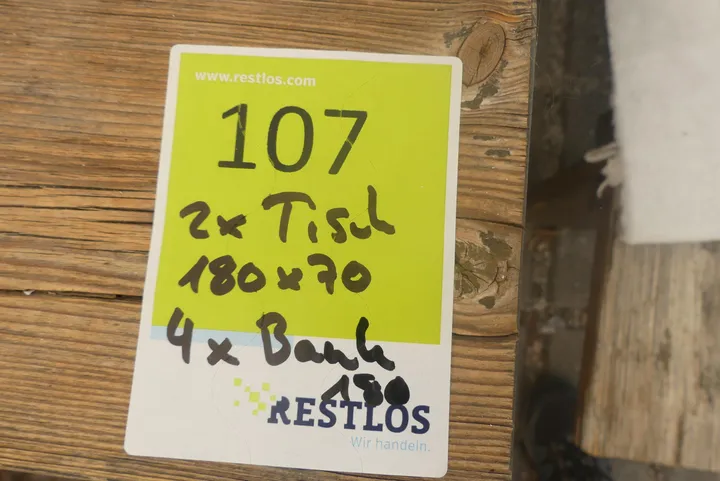 www.restlos.com
107
2x Tisch
180x70
4x Bank
180
RESTLOS
Wir handeln.